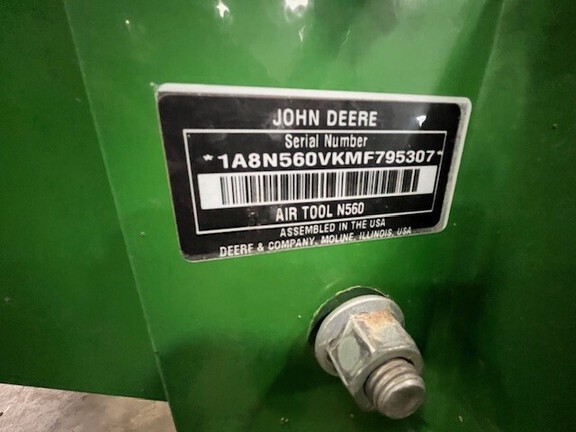 JOHN DEERE
Serial Number
*1A8N560VKMF795307*
AIR TOOL N560
ASSEMBLED IN THE USA
DEERE & COMPANY, MOLINE, ILLINOIS, USA